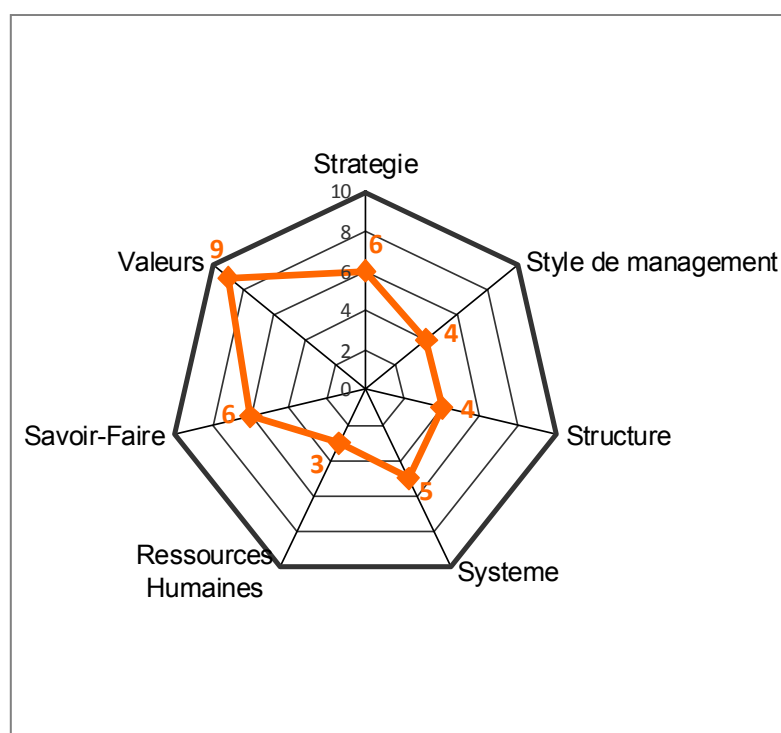 Strategie
10
9
8
6
Valeurs
Style de management
6
4
4
2
0
4
Savoir-Faire
6
Structure
3
5
Ressources
Humaines
Systeme